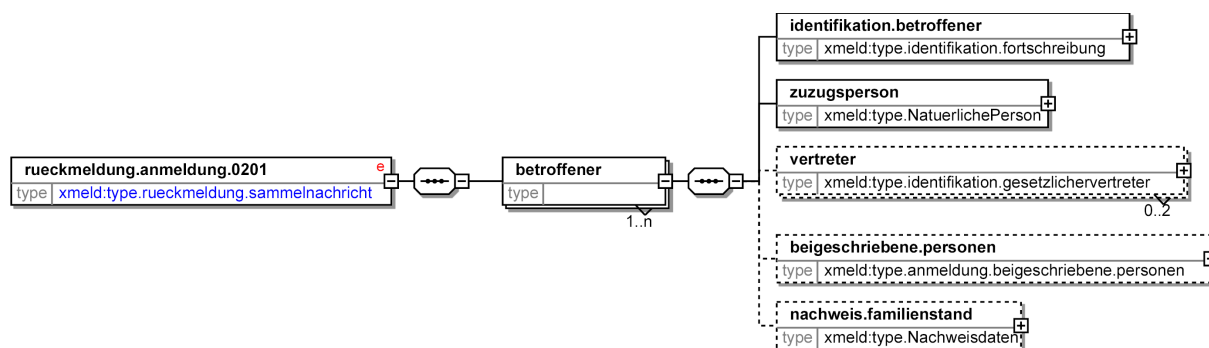 rueckmeldung.anmeldung.0201 e
type xmeld:type.rueckmeldung.sammelnachricht
betroffener
type
1..n
identifikation.betroffener
type xmeld:type.identifikation.fortschreibung
zuzugsperson
type xmeld:type.NatuerlichePerson
vertreter
type xmeld:type.identifikation.gesetzlichervertreter
0..2
beigeschriebene.personen
type xmeld:type.anmeldung.beigeschriebene.personen
nachweis.familienstand
type xmeld:type.Nachweisdaten